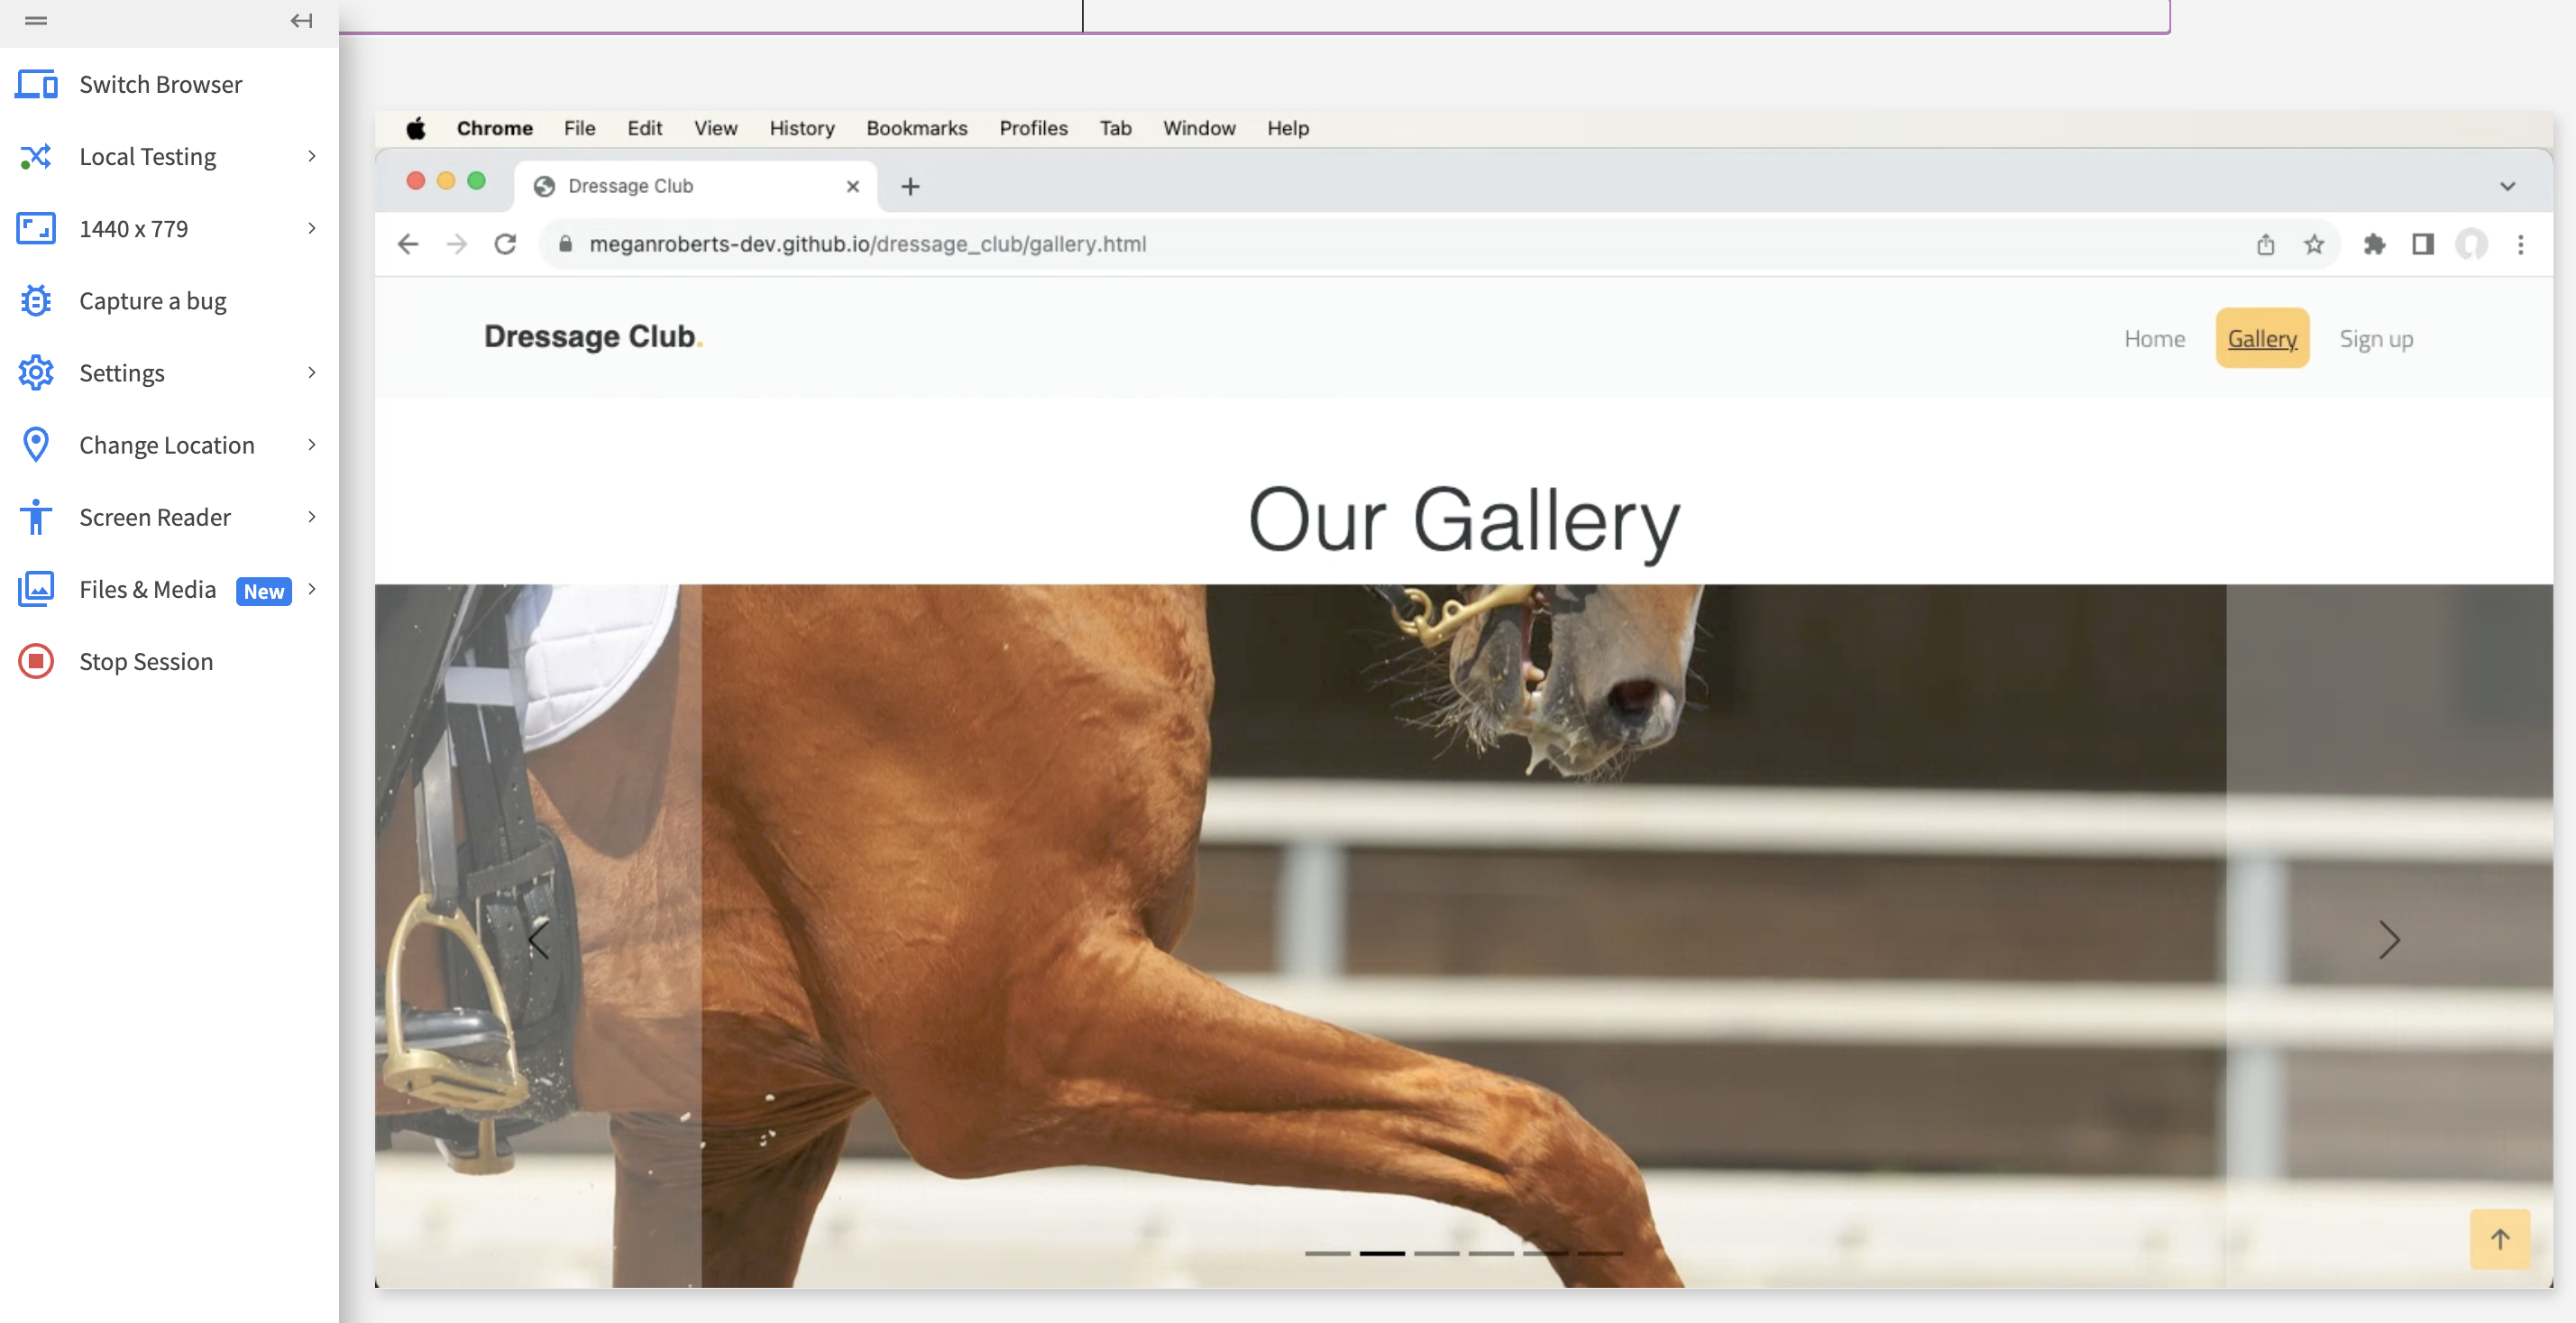 Switch Browser
Local Testing
1440 x 779
Capture a bug
Settings
Change Location
Screen Reader
Files & Media New
Stop Session
Chrome File Edit View History Bookmarks Profiles Tab Window Help
Dressage Club
meganroberts-dev.github.io/dressage_club/gallery.html
Dressage Club.
Home Gallery Sign up
Our Gallery